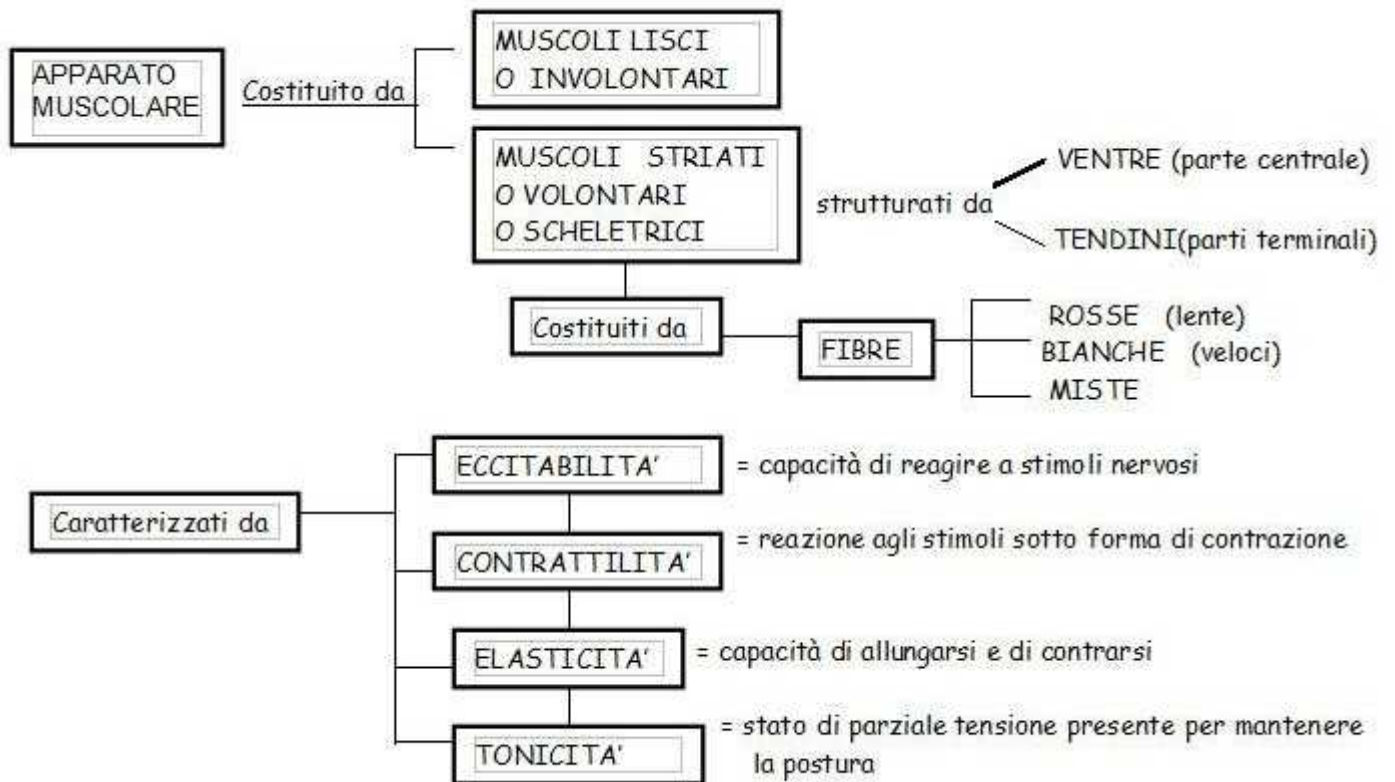 APPARATO
MUSCOLARE
Costituito da
MUSCOLI LISCI
O INVOLONTARI
MUSCOLI STRIATI
O VOLONTARI
O SCHELETRICI
strutturati da
VENTRE (parte centrale)
TENDINI(parti terminali)
Costituiti da
FIBRE
ROSSE (lente)
BIANCHE (veloci)
MISTE
Caratterizzati da
ECCITABILITA'
= capacità di reagire a stimoli nervosi
CONTRATTILITA'
= reazione agli stimoli sotto forma di contrazione
ELASTICITA'
= capacità di allungarsi e di contrarsi
TONICITA'
= stato di parziale tensione presente per mantenere
la postura